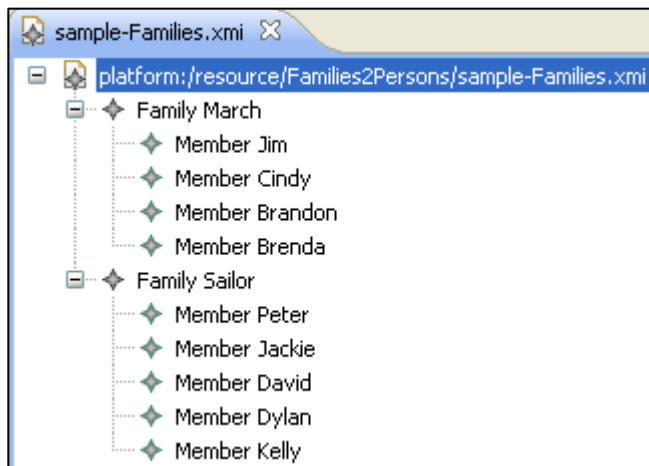 sample-Families.xmi
platform:/resource/Families2Persons/sample-Families.xmi
Family March
Member Jim
Member Cindy
Member Brandon
Member Brenda
Family Sailor
Member Peter
Member Jackie
Member David
Member Dylan
Member Kelly